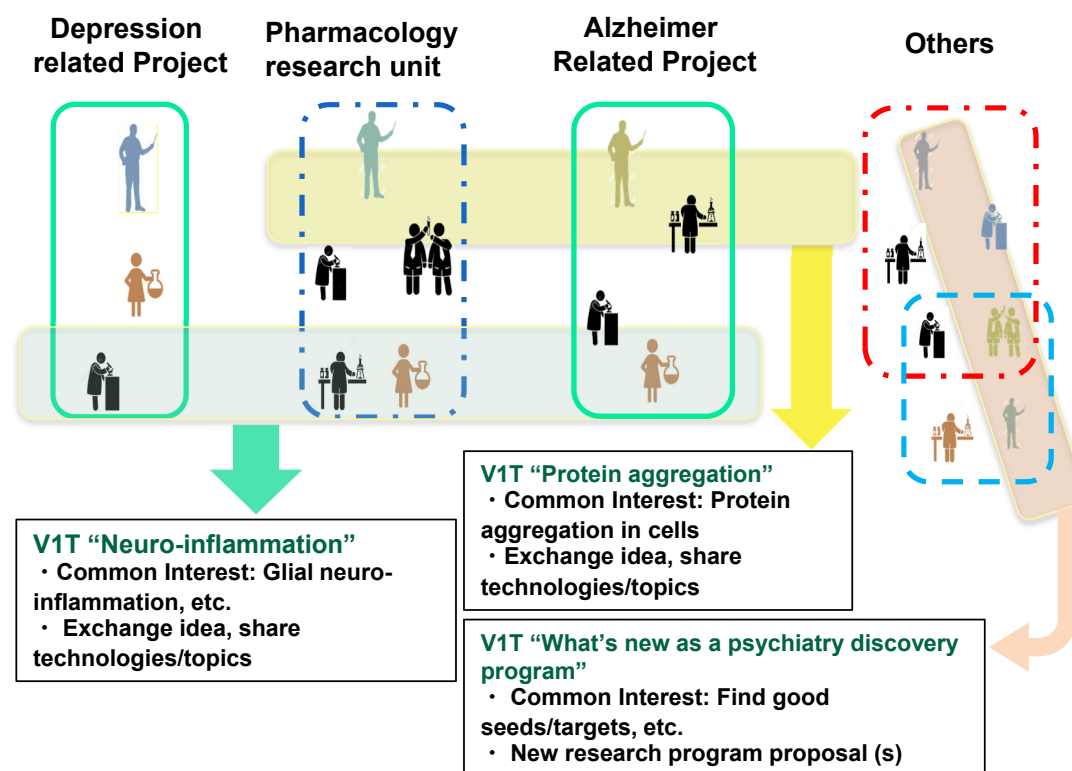 Depression
related Project
Pharmacology
research unit
Alzheimer
Related Project
Others
V1T “Neuro-inflammation”
・Common Interest: Glial neuro-
inflammation, etc.
・ Exchange idea, share
technologies/topics
V1T “Protein aggregation”
・ Common Interest: Protein
aggregation in cells
・ Exchange idea, share
technologies/topics
V1T “What’s new as a psychiatry discovery
program”
・ Common Interest: Find good
seeds/targets, etc.
・ New research program proposal (s)